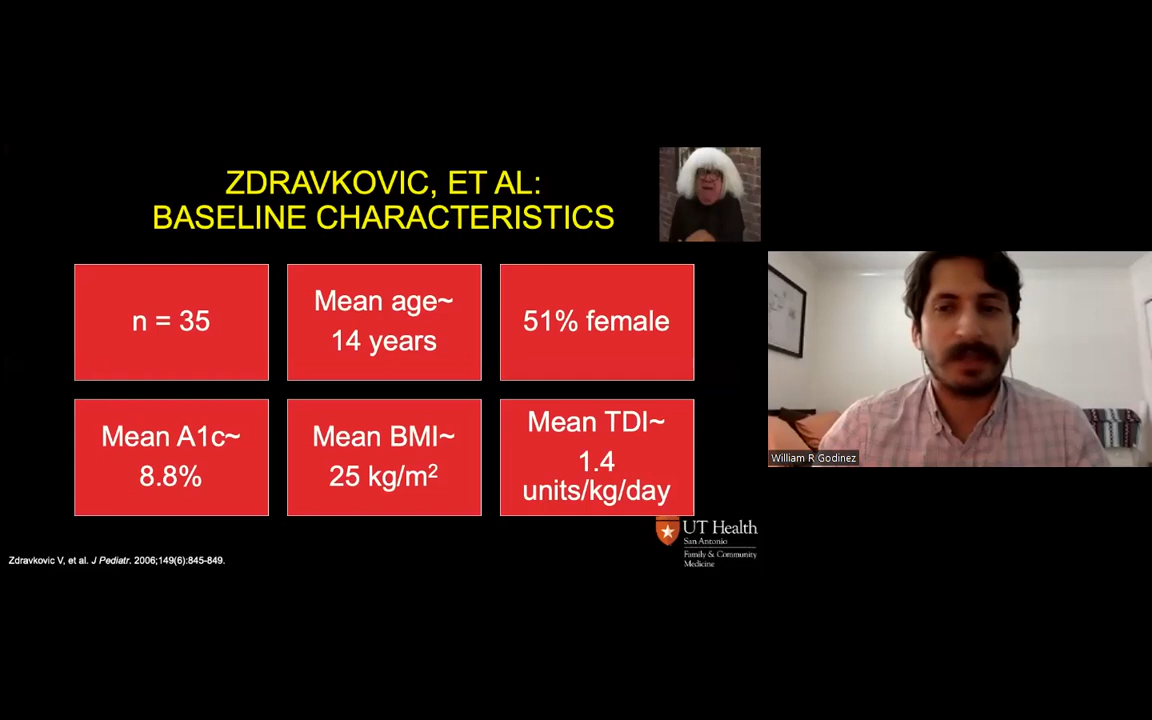 ZDRAVKOVIC, ET AL:
BASELINE CHARACTERISTICS
n = 35
Mean age~
14 years
51% female
Mean A1c~
8.8%
Mean BMI~
25 kg/m²
Mean TDI~
1.4
units/kg/day
William R Godinez
UT Health
San Antonio
Family & Community
Medicine
Zdravkovic V, et al. J Pediatr. 2006;149(6):845-849.